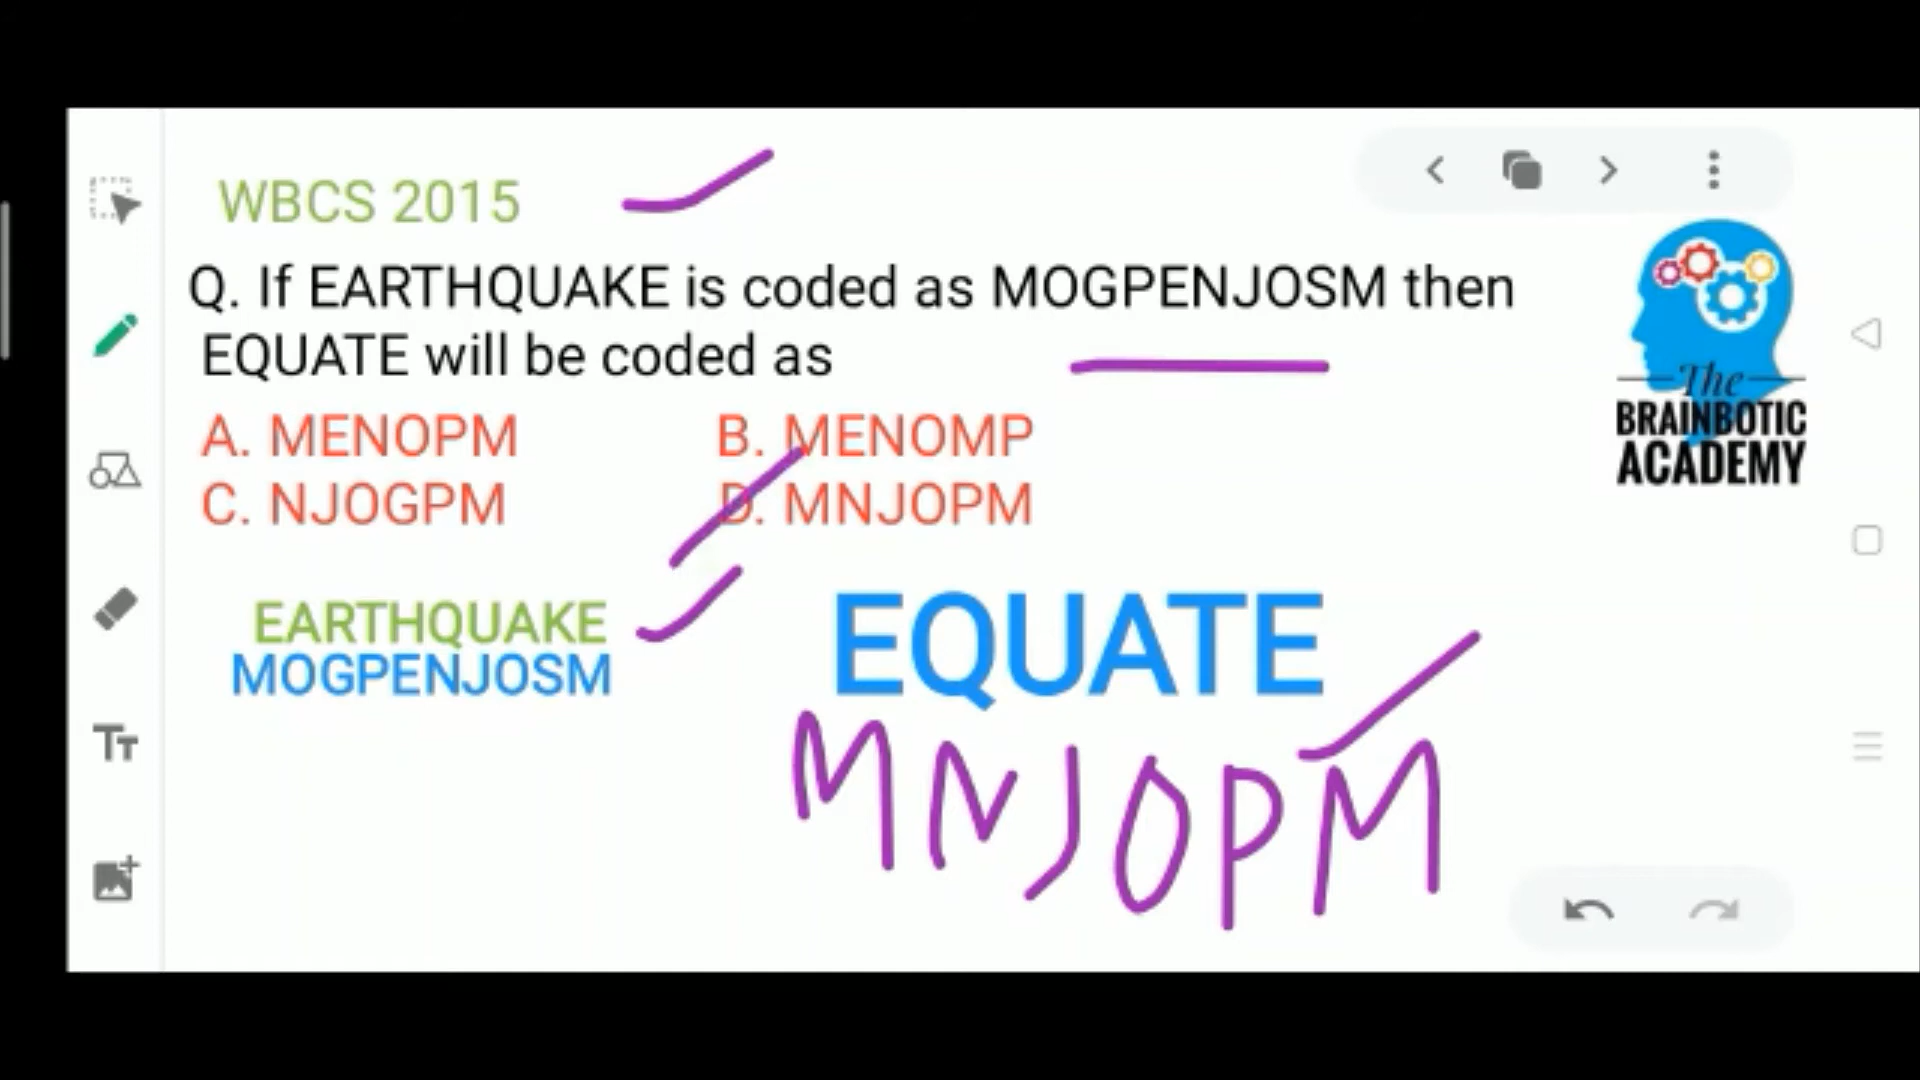 WBCS 2015
Q. If EARTHQUAKE is coded as MOGPENJOSM then
EQUATE will be coded as
A. MENOPM B. MENOMP
C. NJOGPM D. MNJOPM
EARTHQUAKE
MOGPENJOSM
EQUATE
MNJOPM
The
BRAINBOTIC
ACADEMY
TT